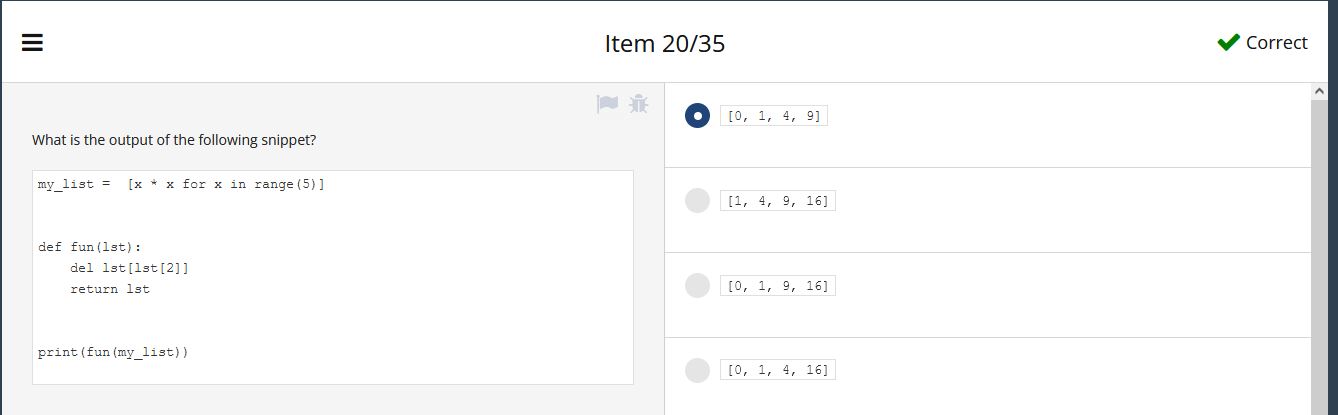 Item 20/35
Correct
What is the output of the following snippet?
my_list =  [x * x for x in range(5)]
def fun(lst):
    del lst[lst[2]]
    return lst
print(fun(my_list))
[0, 1, 4, 9]
[1, 4, 9, 16]
[0, 1, 9, 16]
[0, 1, 4, 16]